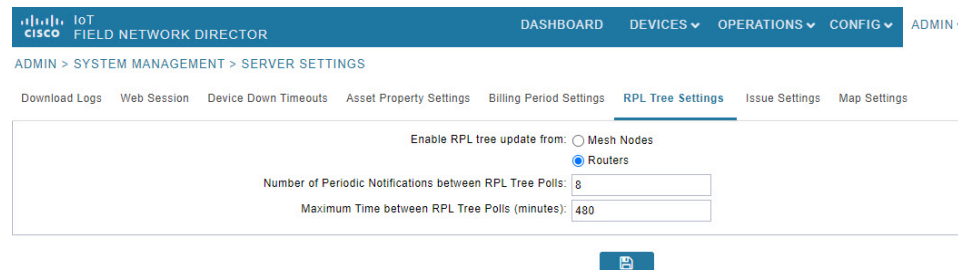 IoT
CISCO FIELD NETWORK DIRECTOR
DASHBOARD DEVICES OPERATIONS CONFIG ADMIN
ADMIN > SYSTEM MANAGEMENT > SERVER SETTINGS
Download Logs Web Session Device Down Timeouts Asset Property Settings Billing Period Settings RPL Tree Settings Issue Settings Map Settings
Enable RPL tree update from: Mesh Nodes
Routers
Number of Periodic Notifications between RPL Tree Polls: 8
Maximum Time between RPL Tree Polls (minutes): 480